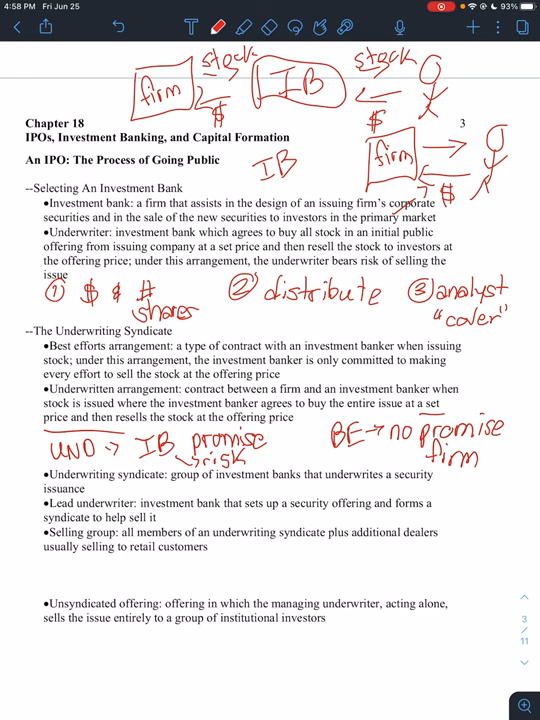 4:58 PM Fri Jun 25
93%
stock
stock
firm
IB
$
$
Chapter 18
3
IPOs, Investment Banking, and Capital Formation
firm
An IPO: The Process of Going Public
IB
$
--Selecting An Investment Bank
•Investment bank: a firm that assists in the design of an issuing firm's corporate
securities and in the sale of the new securities to investors in the primary market
•Underwriter: investment bank which agrees to buy all stock in an initial public
offering from issuing company at a set price and then resell the stock to investors at
the offering price; under this arrangement, the underwriter bears risk of selling the
issue
① $ & #
shares
② distribute
③ analyst
"cover"
--The Underwriting Syndicate
•Best efforts arrangement: a type of contract with an investment banker when issuing
stock; under this arrangement, the investment banker is only committed to making
every effort to sell the stock at the offering price
•Underwritten arrangement: contract between a firm and an investment banker when
stock is issued where the investment banker agrees to buy the entire issue at a set
price and then resells the stock at the offering price
UND → IB promise
→ risk
BE → no promise
firm
•Underwriting syndicate: group of investment banks that underwrites a security
issuance
•Lead underwriter: investment bank that sets up a security offering and forms a
syndicate to help sell it
•Selling group: all members of an underwriting syndicate plus additional dealers
usually selling to retail customers
•Unsyndicated offering: offering in which the managing underwriter, acting alone,
sells the issue entirely to a group of institutional investors
3
/
11